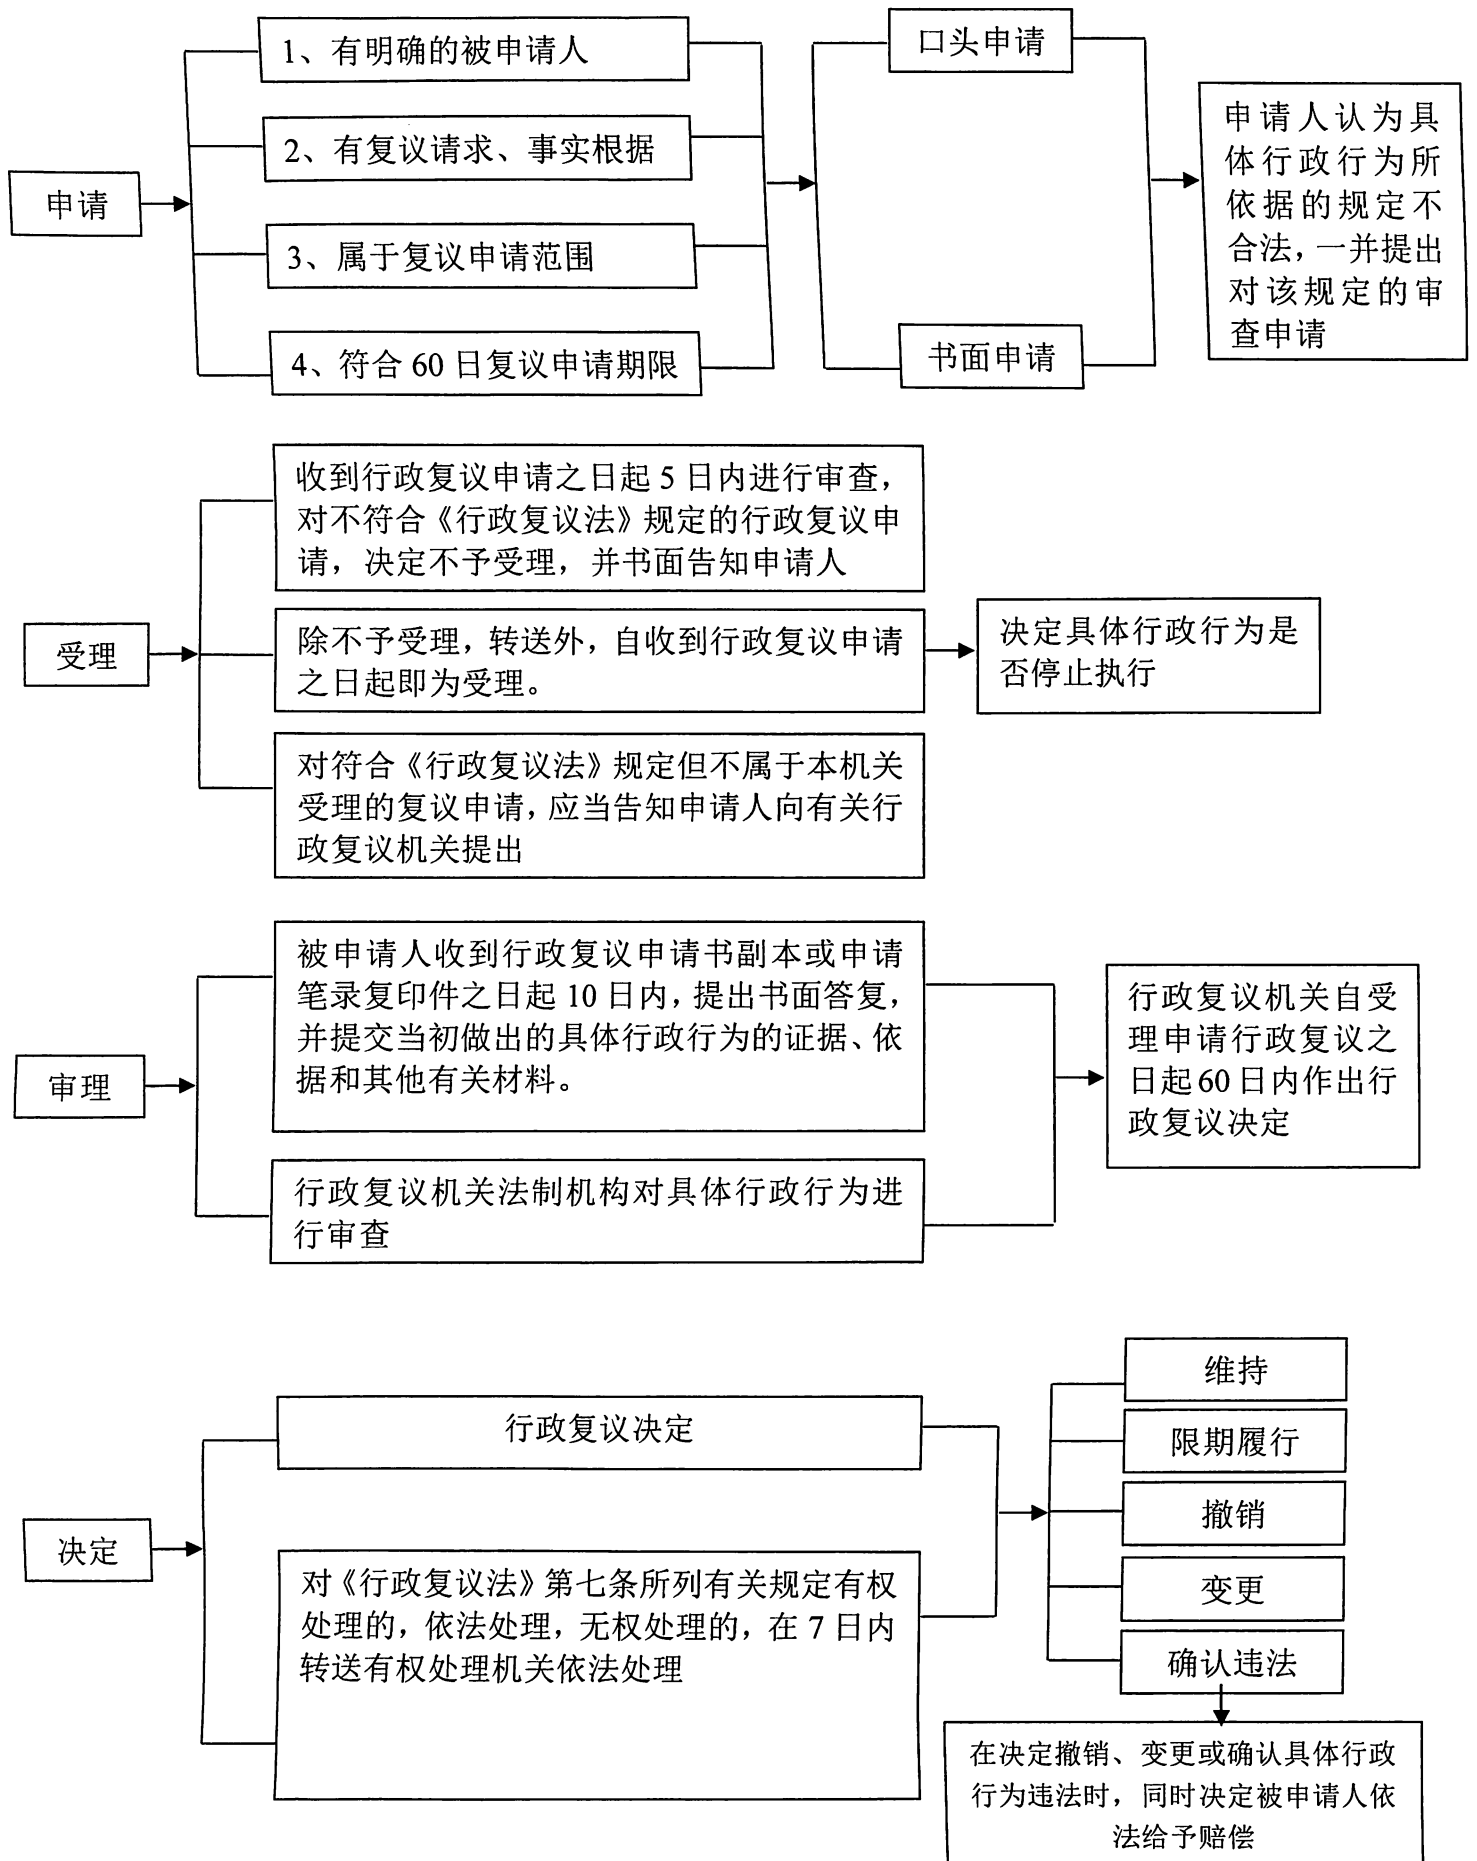 申请
1、有明确的被申请人
2、有复议请求、事实根据
3、属于复议申请范围
4、符合 60 日复议申请期限
口头申请
书面申请
申请人认为具
体行政行为所
依据的规定不
合法，一并提出
对该规定的审
查申请
受理
收到行政复议申请之日起 5 日内进行审查，
对不符合《行政复议法》规定的行政复议申
请，决定不予受理，并书面告知申请人
除不予受理，转送外，自收到行政复议申请
之日起即为受理。
对符合《行政复议法》规定但不属于本机关
受理的复议申请，应当告知申请人向有关行
政复议机关提出
决定具体行政行为是
否停止执行
审理
被申请人收到行政复议申请书副本或申请
笔录复印件之日起 10 日内，提出书面答复，
并提交当初做出的具体行政行为的证据、依
据和其他有关材料。
行政复议机关法制机构对具体行政行为进
行审查
行政复议机关自受
理申请行政复议之
日起 60 日内作出行
政复议决定
决定
行政复议决定
对《行政复议法》第七条所列有关规定有权
处理的，依法处理，无权处理的，在 7 日内
转送有权处理机关依法处理
维持
限期履行
撤销
变更
确认违法
在决定撤销、变更或确认具体行政
行为违法时，同时决定被申请人依
法给予赔偿